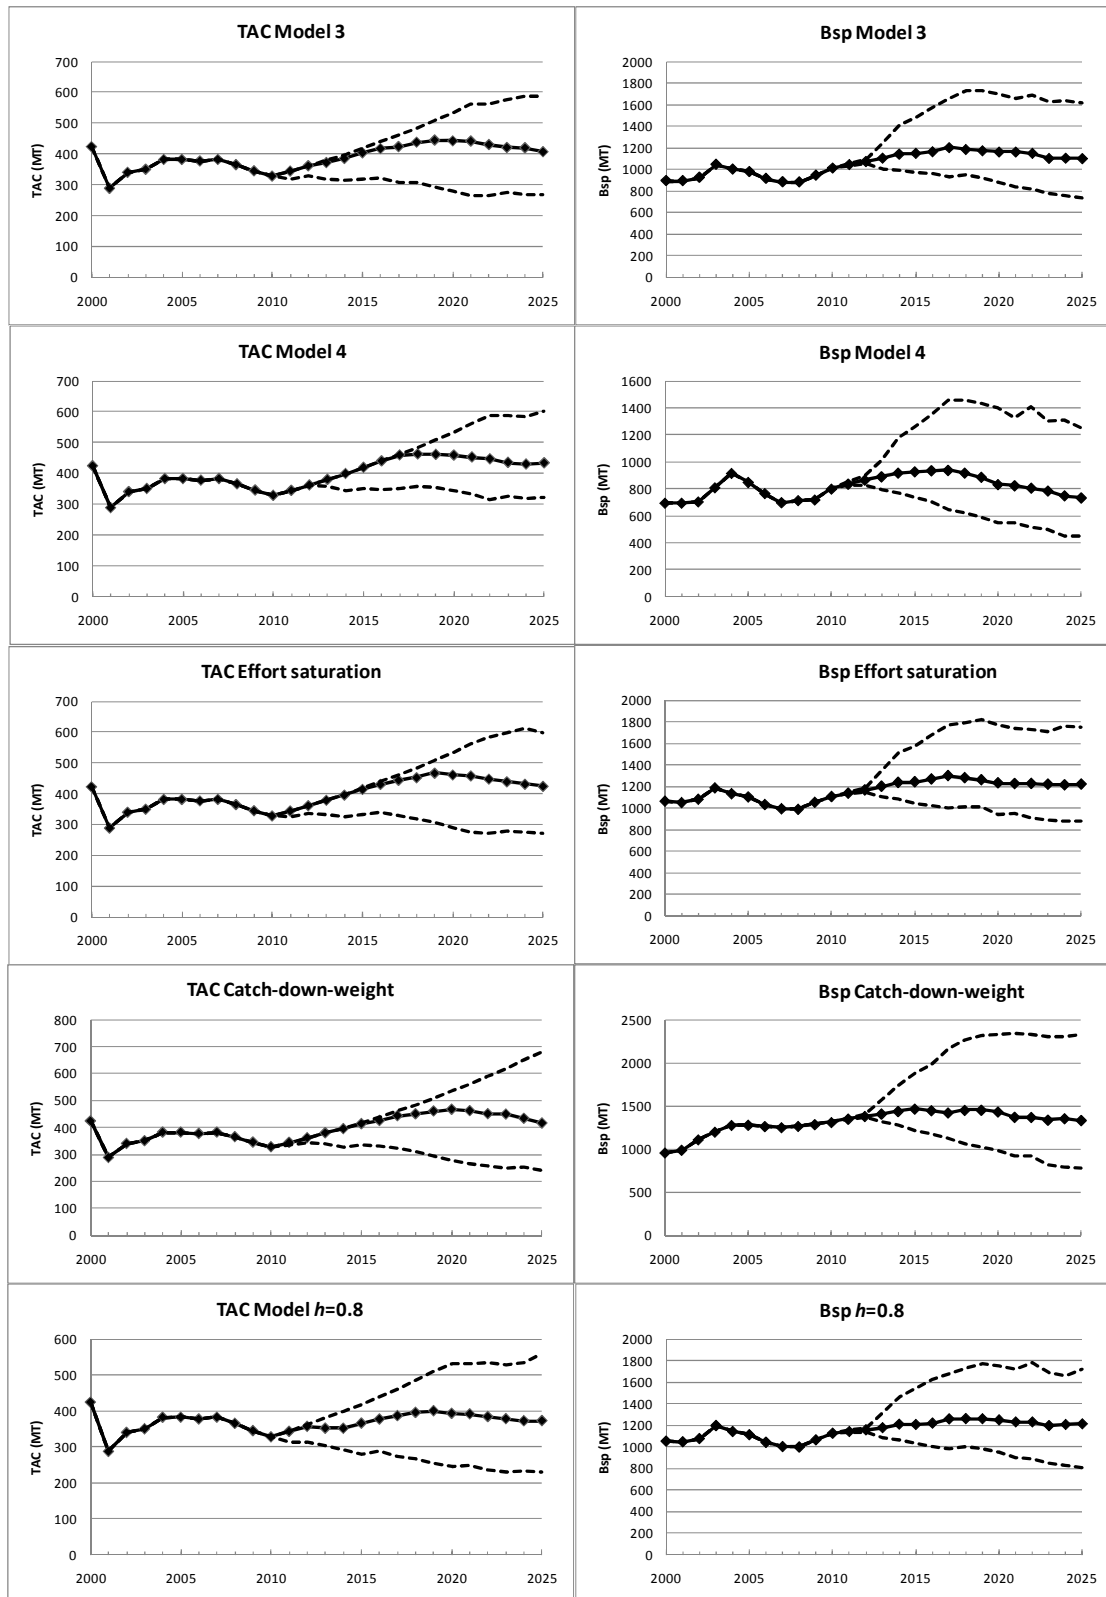 TAC Model 3
TAC (MT)
700
600
500
400
300
200
100
0
2000 2005 2010 2015 2020 2025
Bsp Model 3
Bsp (MT)
2000
1800
1600
1400
1200
1000
800
600
400
200
0
2000 2005 2010 2015 2020 2025
TAC Model 4
TAC (MT)
700
600
500
400
300
200
100
0
2000 2005 2010 2015 2020 2025
Bsp Model 4
Bsp (MT)
1600
1400
1200
1000
800
600
400
200
0
2000 2005 2010 2015 2020 2025
TAC Effort saturation
TAC (MT)
700
600
500
400
300
200
100
0
2000 2005 2010 2015 2020 2025
Bsp Effort saturation
Bsp (MT)
2000
1800
1600
1400
1200
1000
800
600
400
200
0
2000 2005 2010 2015 2020 2025
TAC Catch-down-weight
TAC (MT)
800
700
600
500
400
300
200
100
0
2000 2005 2010 2015 2020 2025
Bsp Catch-down-weight
Bsp (MT)
2500
2000
1500
1000
500
0
2000 2005 2010 2015 2020 2025
TAC Model h=0.8
TAC (MT)
600
500
400
300
200
100
0
2000 2005 2010 2015 2020 2025
Bsp h=0.8
Bsp (MT)
2000
1800
1600
1400
1200
1000
800
600
400
200
0
2000 2005 2010 2015 2020 2025